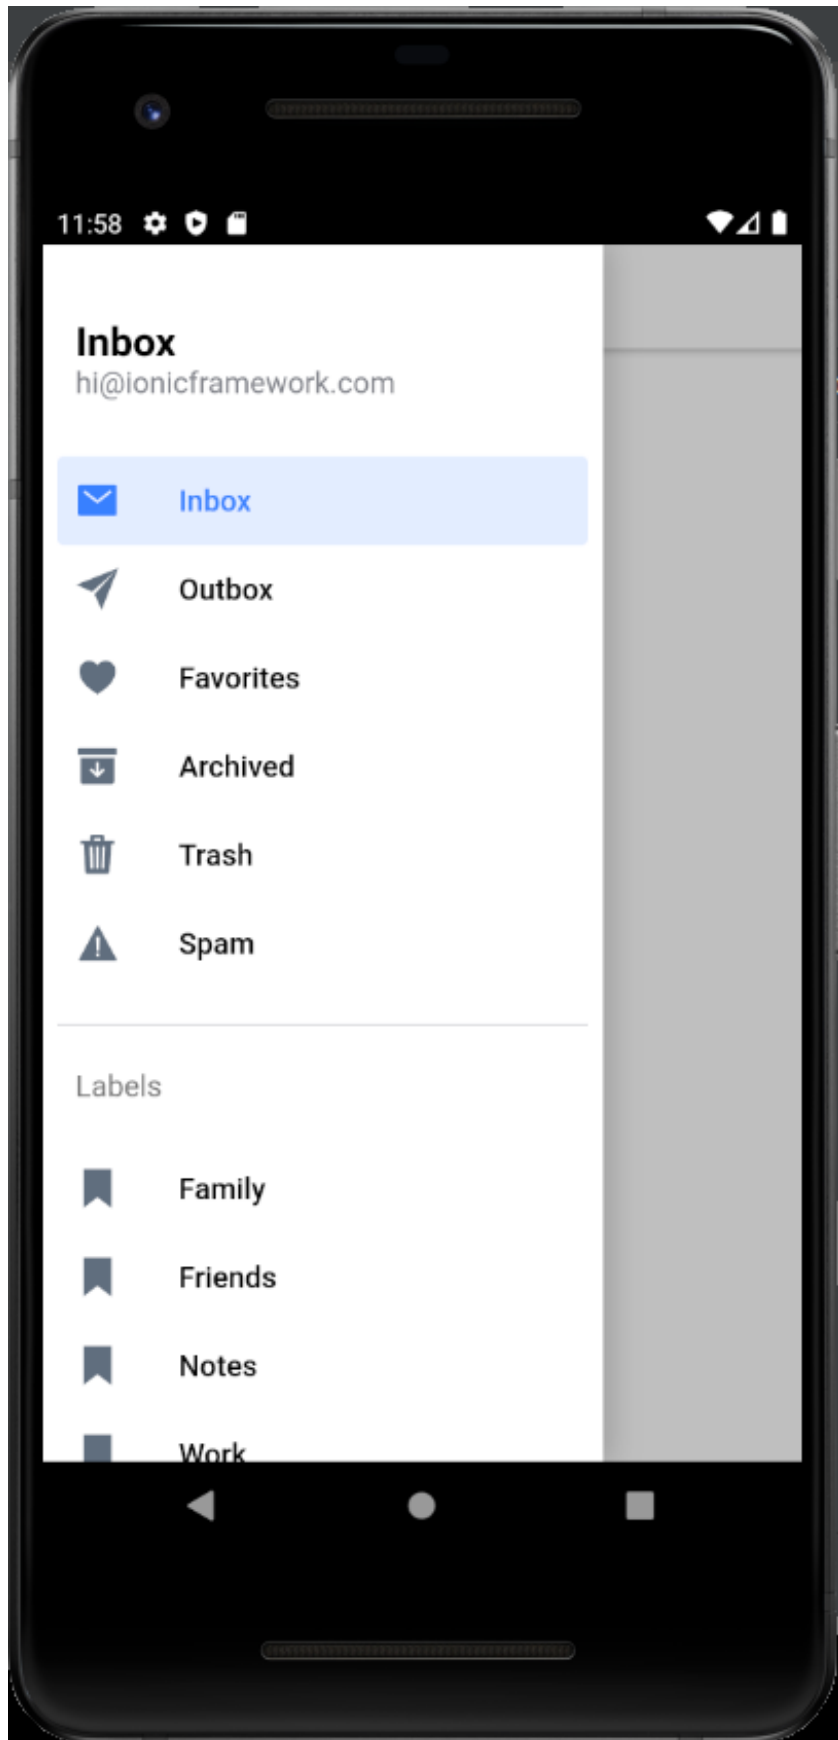 11:58
Inbox
hi@ionicframework.com
Inbox
Outbox
Favorites
Archived
Trash
Spam
Labels
Family
Friends
Notes
Work